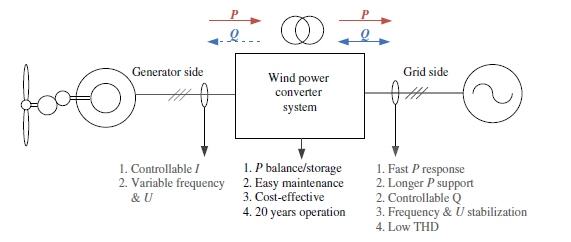 P
P
Q
Q
Generator side
Wind power
converter
system
Grid side
1. Controllable I
2. Variable frequency
& U
1. P balance/storage
2. Easy maintenance
3. Cost-effective
4. 20 years operation
1. Fast P response
2. Longer P support
2. Controllable Q
3. Frequency & U stabilization
4. Low THD